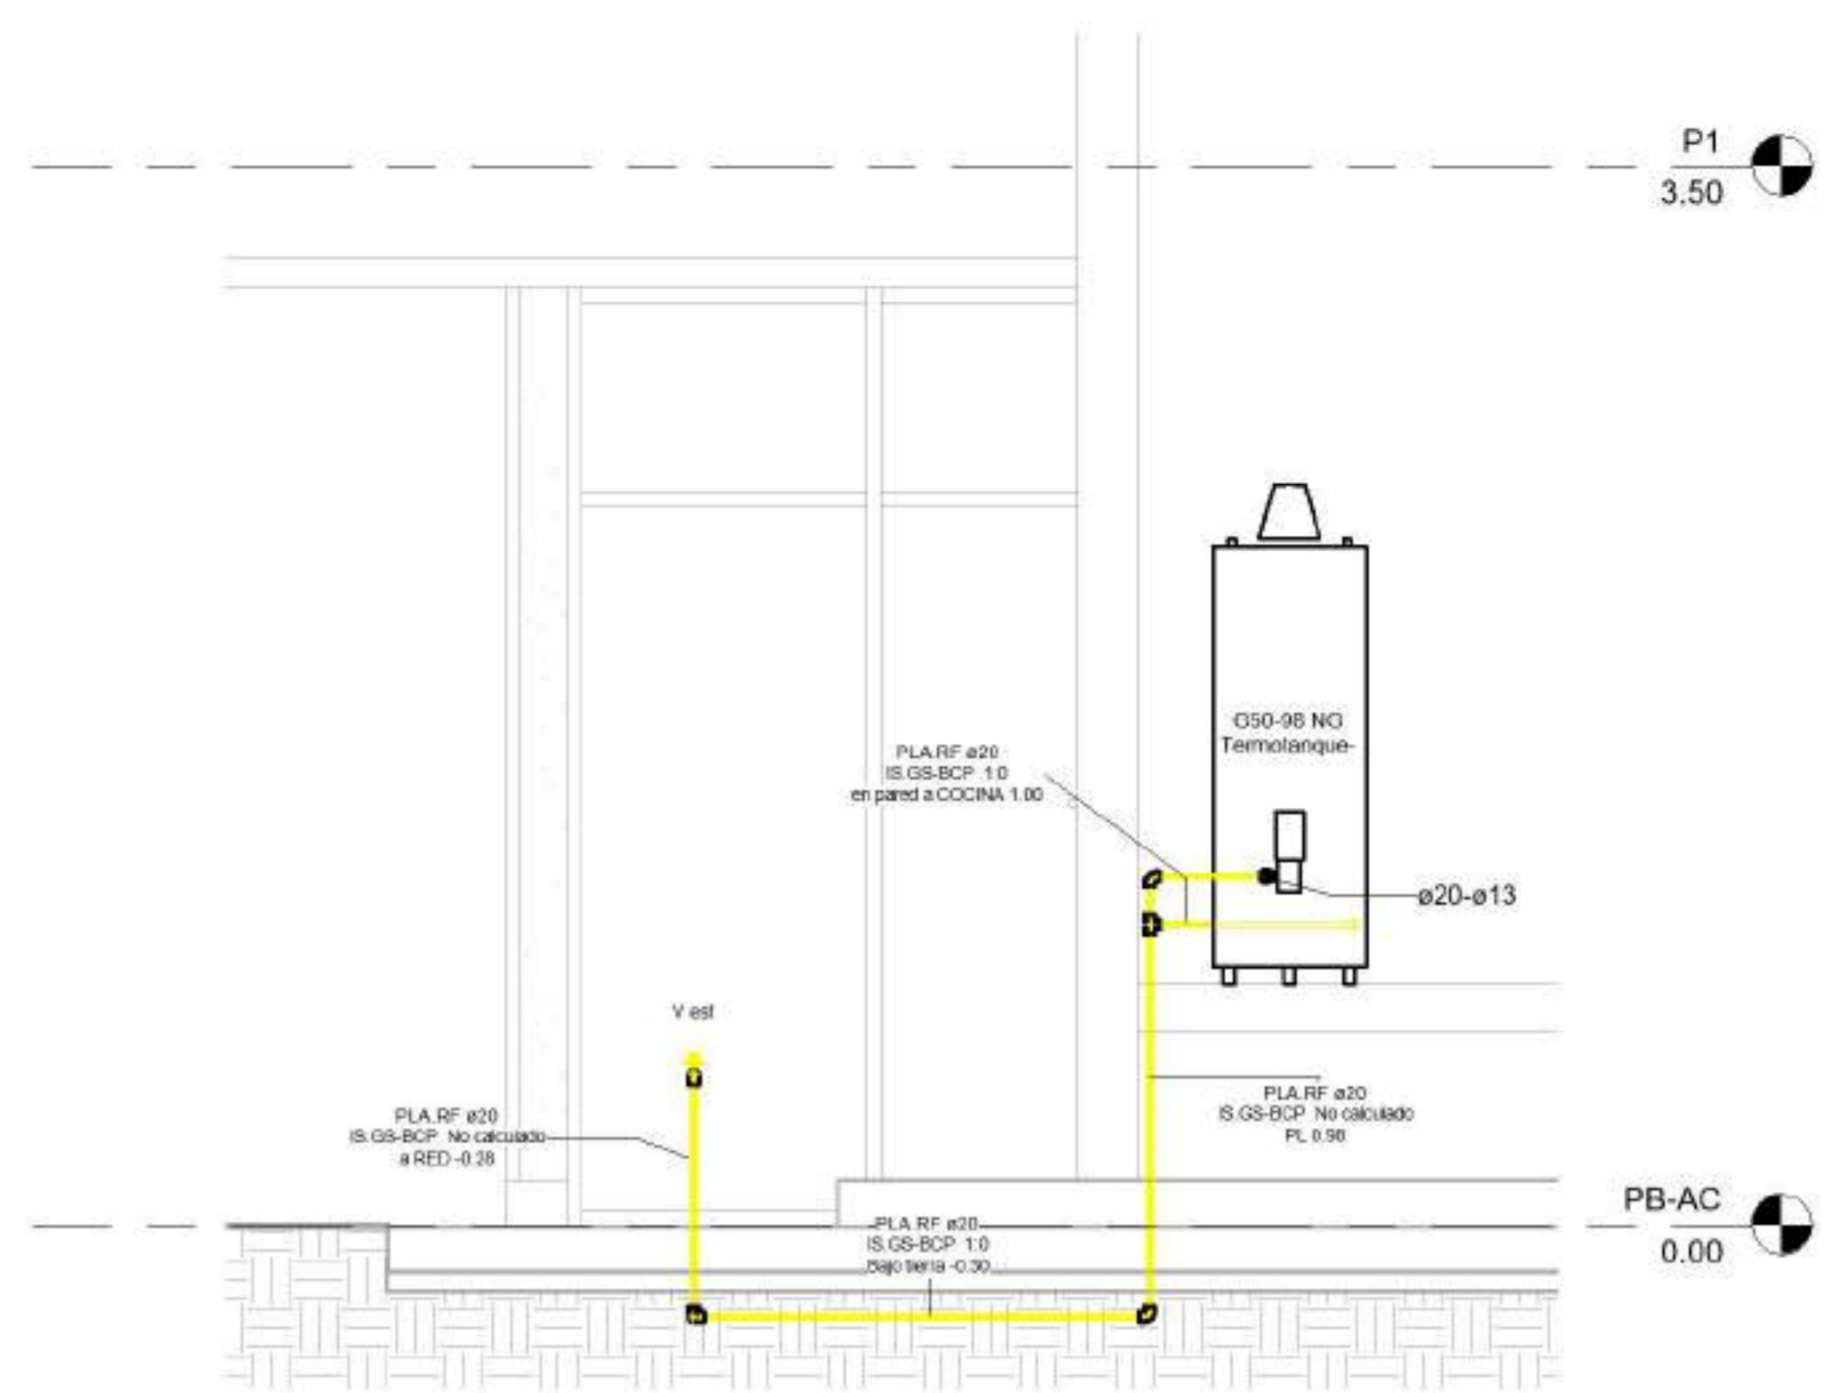 P1
3.50
G50-98 NG
Termotanque-
PLA.RF ø20
IS.GS-BCP 1:0
en pared a COCINA 1.00
ø20-ø13
V est
PLA.RF ø20
IS.GS-BCP No calculado
a RED -0.28
PLA.RF ø20
IS.GS-BCP No calculado
PL 0.98
PB-AC
0.00
PLA.RF ø20
IS.GS-BCP 1:0
Bajo tierra -0.30